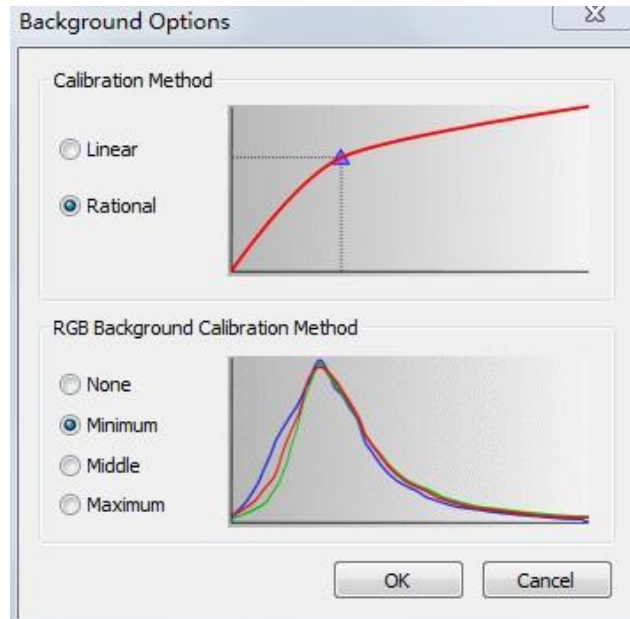 Background Options
Calibration Method
Linear
Rational
RGB Background Calibration Method
None
Minimum
Middle
Maximum
OK
Cancel